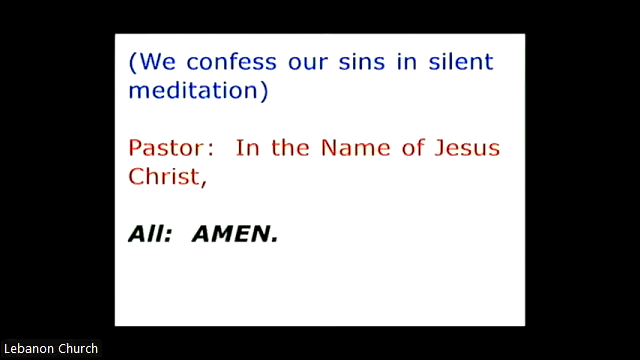 (We confess our sins in silent
meditation)
Pastor:  In the Name of Jesus
Christ,
All:  AMEN.
Lebanon Church